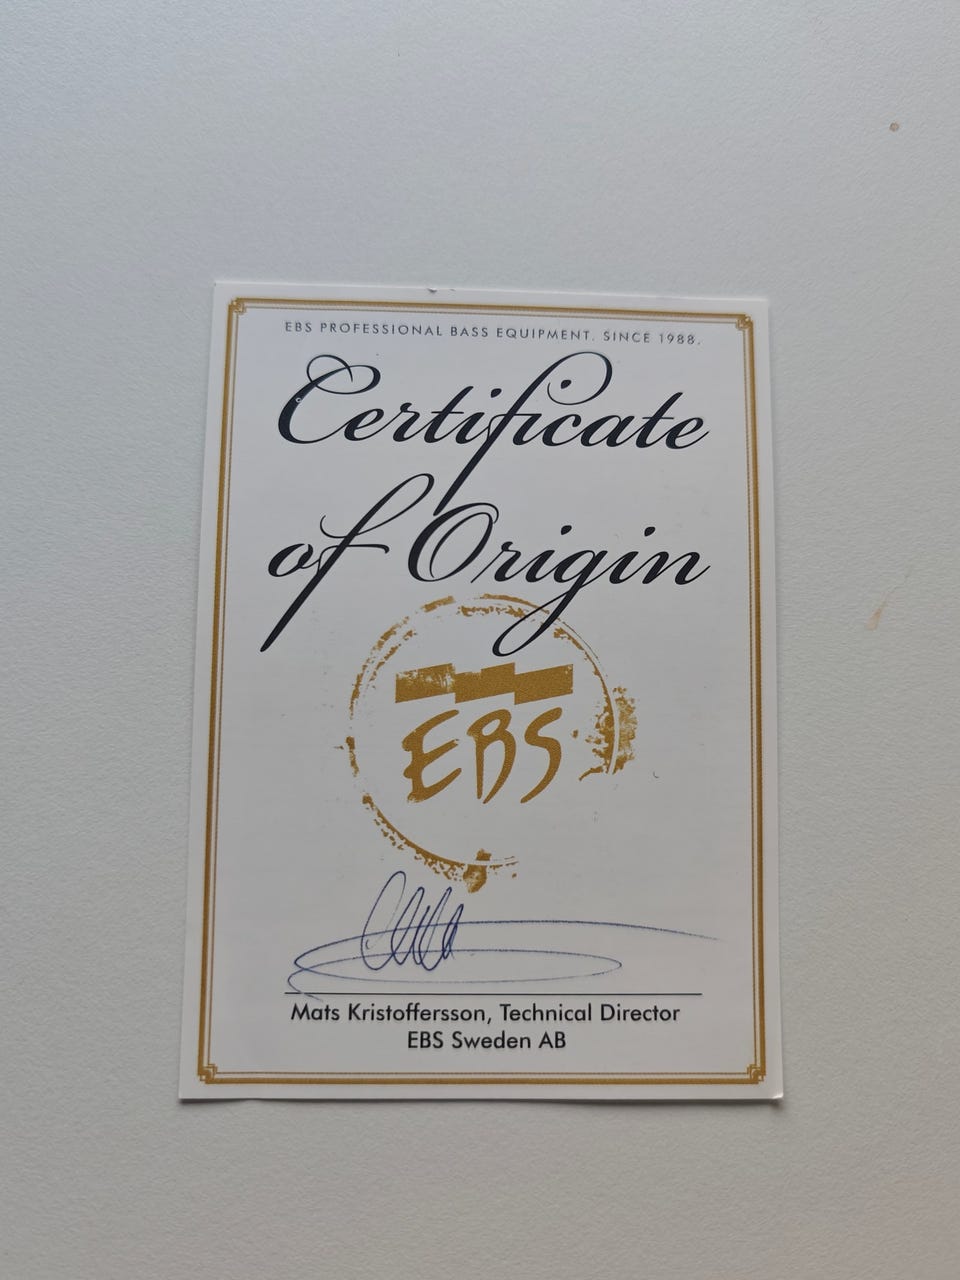 EBS PROFESSIONAL BASS EQUIPMENT. SINCE 1988.
Certificate
of Origin
EBS
Mats Kristoffersson, Technical Director
EBS Sweden AB